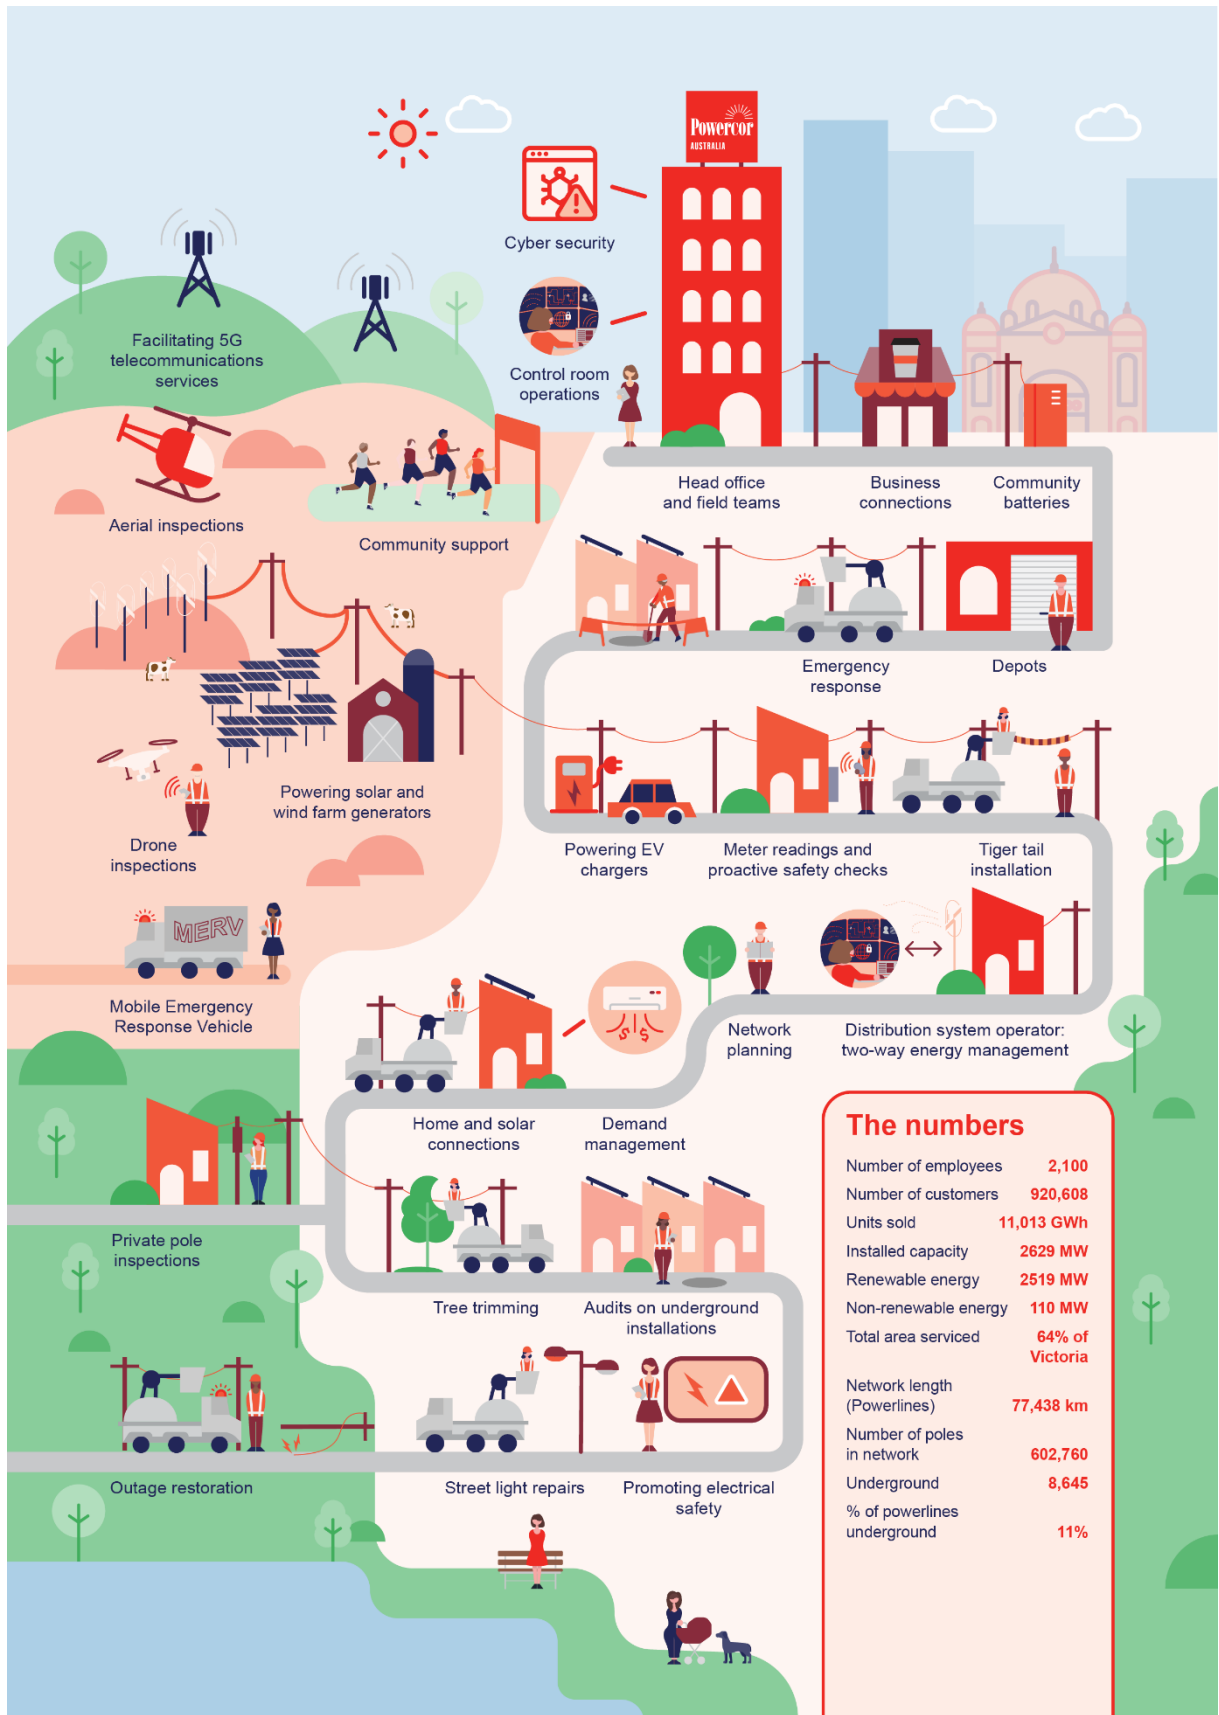 Powercor
AUSTRALIA
Cyber security
Facilitating 5G
telecommunications
services
Control room
operations
Head office
and field teams
Business
connections
Community
batteries
Aerial inspections
Community support
Emergency
response
Depots
Powering solar and
wind farm generators
Drone
inspections
Powering EV
chargers
Meter readings and
proactive safety checks
Tiger tail
installation
MERV
Mobile Emergency
Response Vehicle
Network
planning
Distribution system operator:
two-way energy management
$ $
Home and solar
connections
Demand
management
Private pole
inspections
Tree trimming
Audits on underground
installations
Outage restoration
Street light repairs
Promoting electrical
safety
The numbers
Number of employees 2,100
Number of customers 920,608
Units sold 11,013 GWh
Installed capacity 2629 MW
Renewable energy 2519 MW
Non-renewable energy 110 MW
Total area serviced 64% of
Victoria
Network length
(Powerlines) 77,438 km
Number of poles
in network 602,760
Underground 8,645
% of powerlines
underground 11%